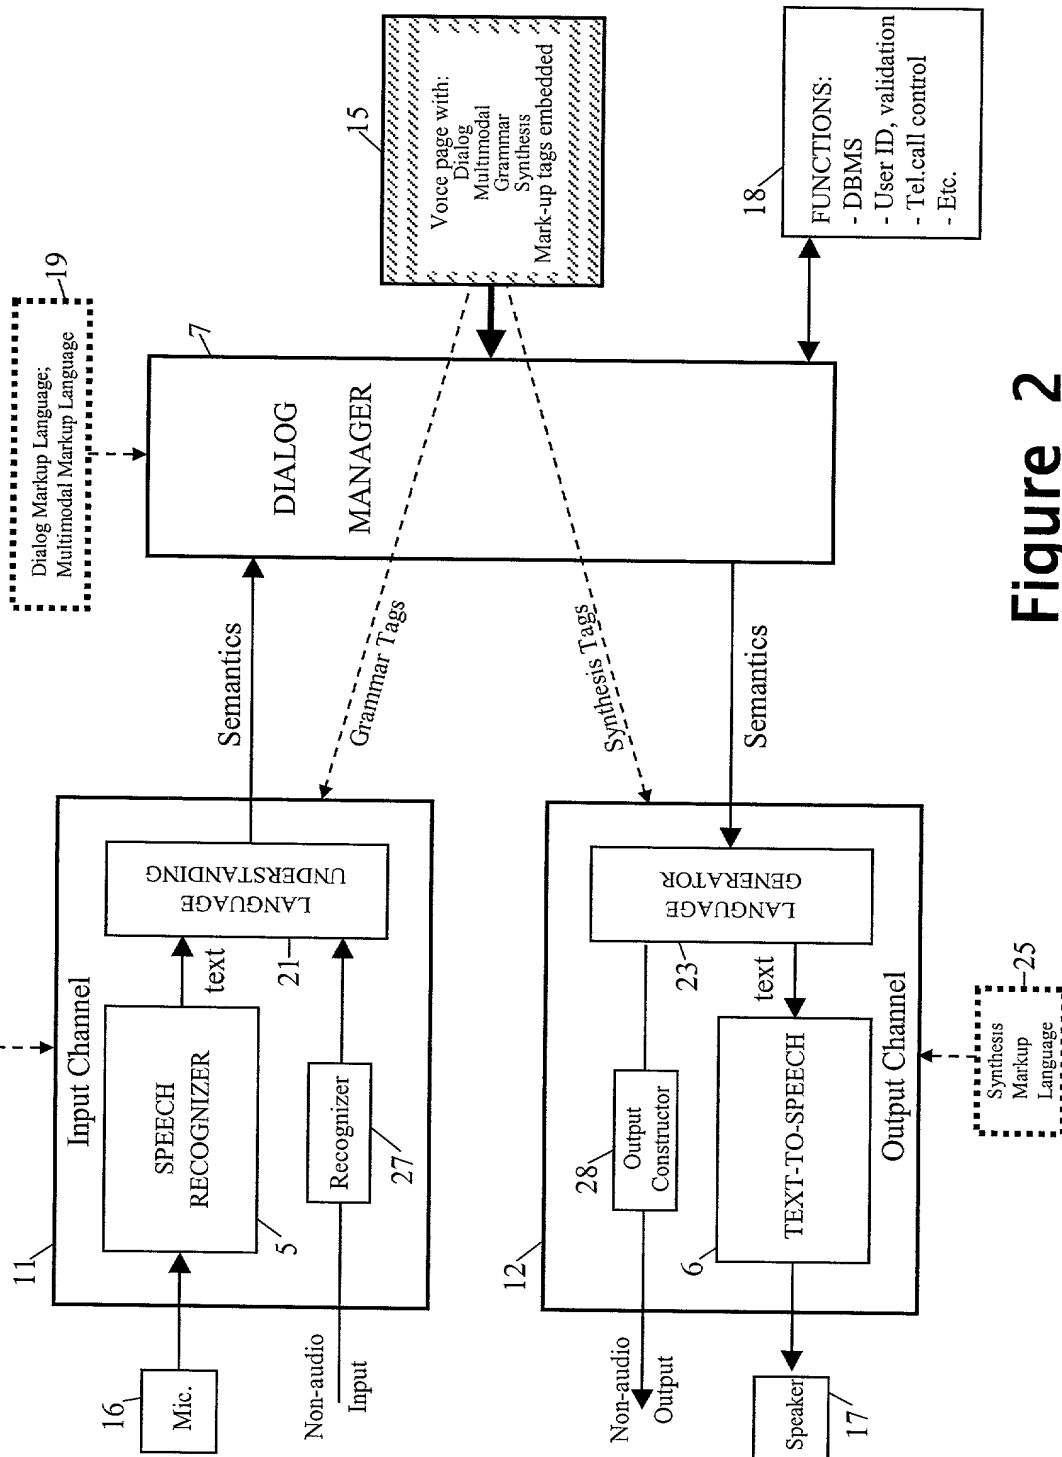 19
Dialog Markup Language;
Multimodal Markup Language
15
Voice page with:
Dialog
Multimodal
Grammar
Synthesis
Mark-up tags embedded
18
FUNCTIONS:
- DBMS
- User ID, validation
- Tel.call control
- Etc.
7
DIALOG
MANAGER
Semantics
Grammar Tags
Synthesis Tags
Semantics
11
Input Channel
LANGUAGE
UNDERSTANDING
21
text
SPEECH
RECOGNIZER
5
Recognizer
27
16
Mic.
Non-audio
Input
12
Output Channel
LANGUAGE
GENERATOR
23
text
28
Output
Constructor
TEXT-TO-SPEECH
6
Non-audio
Output
Speaker
17
25
Synthesis
Markup
Language
Figure 2